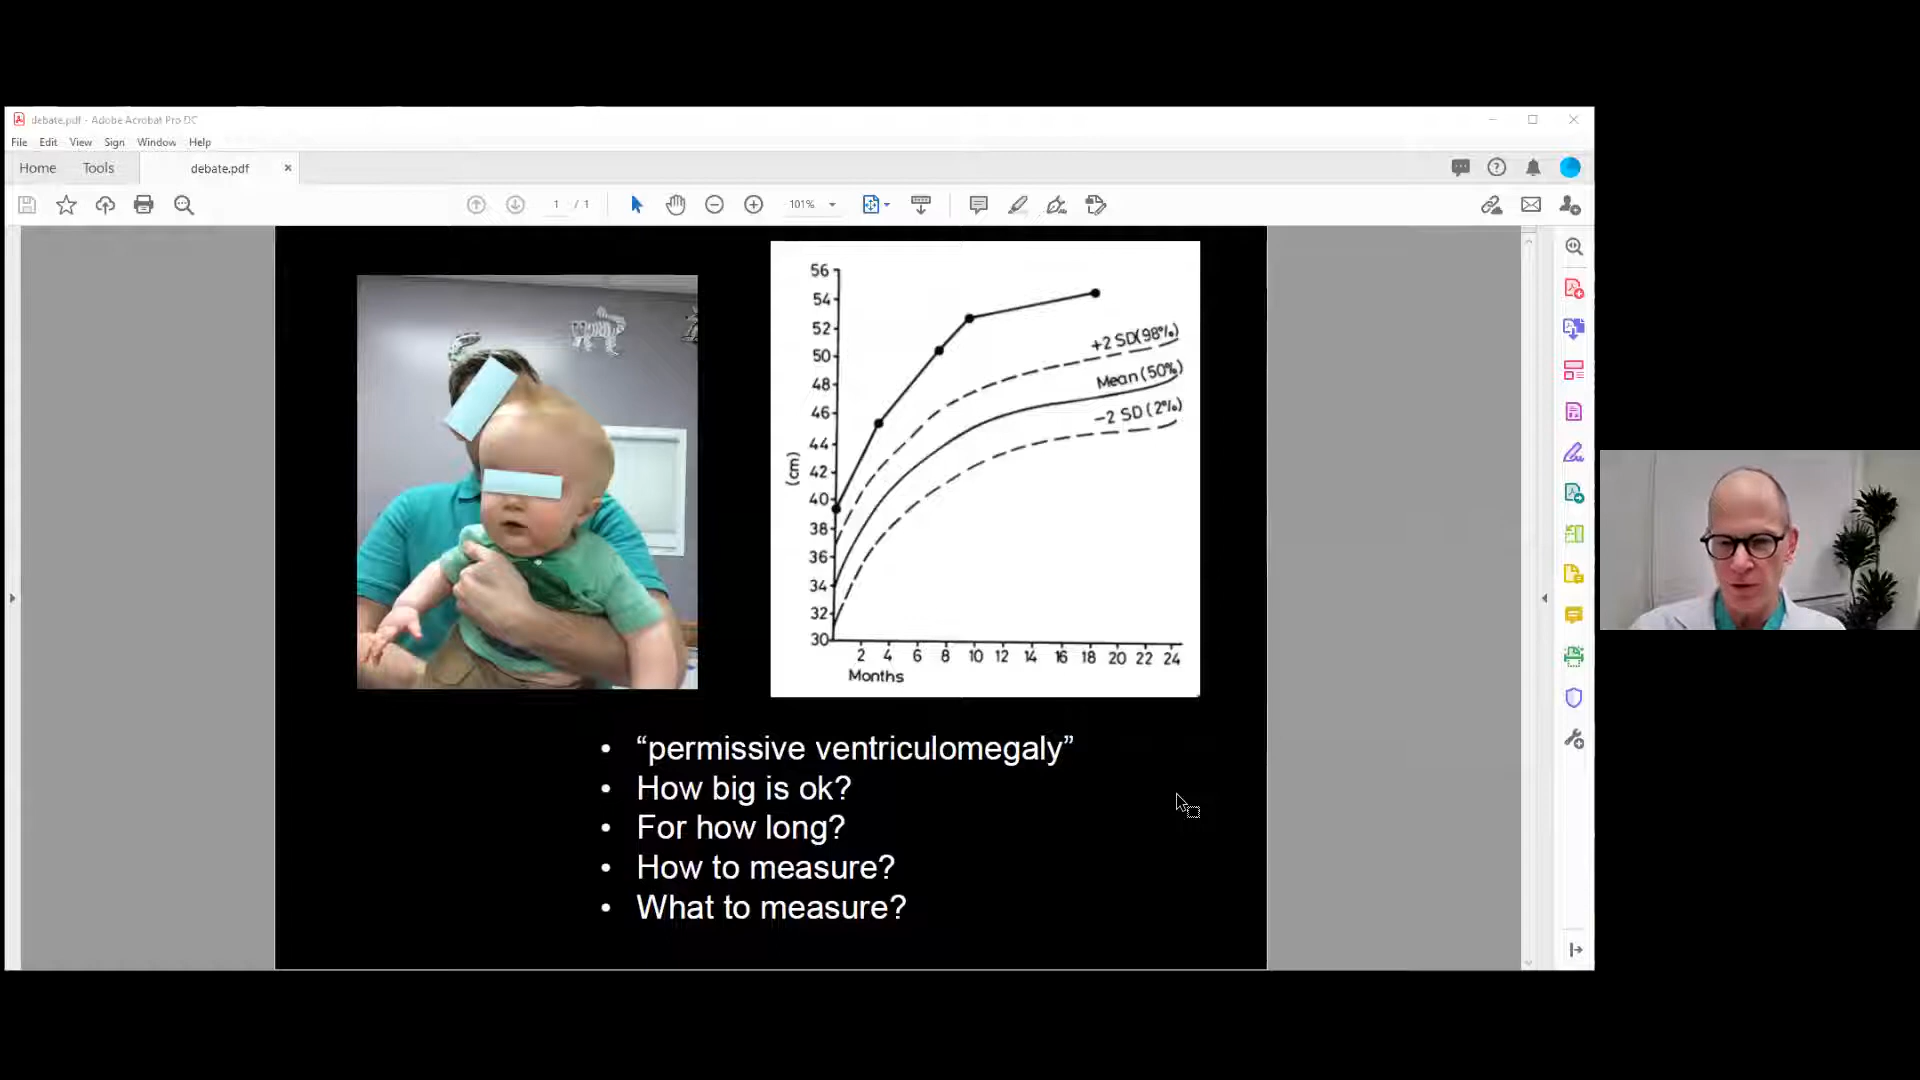 debate.pdf - Adobe Acrobat Pro DC
File Edit View Sign Window Help
Home Tools debate.pdf
1 / 1 101%
56
54
52
50
48
46
44
42
40
38
36
34
32
30
(cm)
+2 SD(98%)
Mean (50%)
-2 SD (2%)
2 4 6 8 10 12 14 16 18 20 22 24
Months
• “permissive ventriculomegaly”
• How big is ok?
• For how long?
• How to measure?
• What to measure?